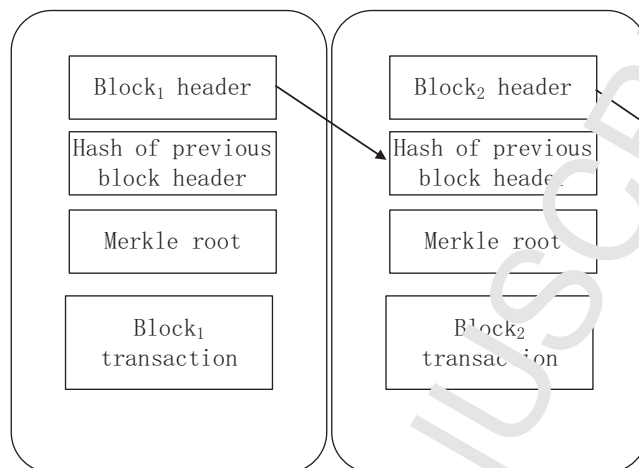 Block₁ header
Hash of previous
block header
Merkle root
Block₁
transaction
Block₂ header
Hash of previous
block header
Merkle root
Block₂
transaction
USCR